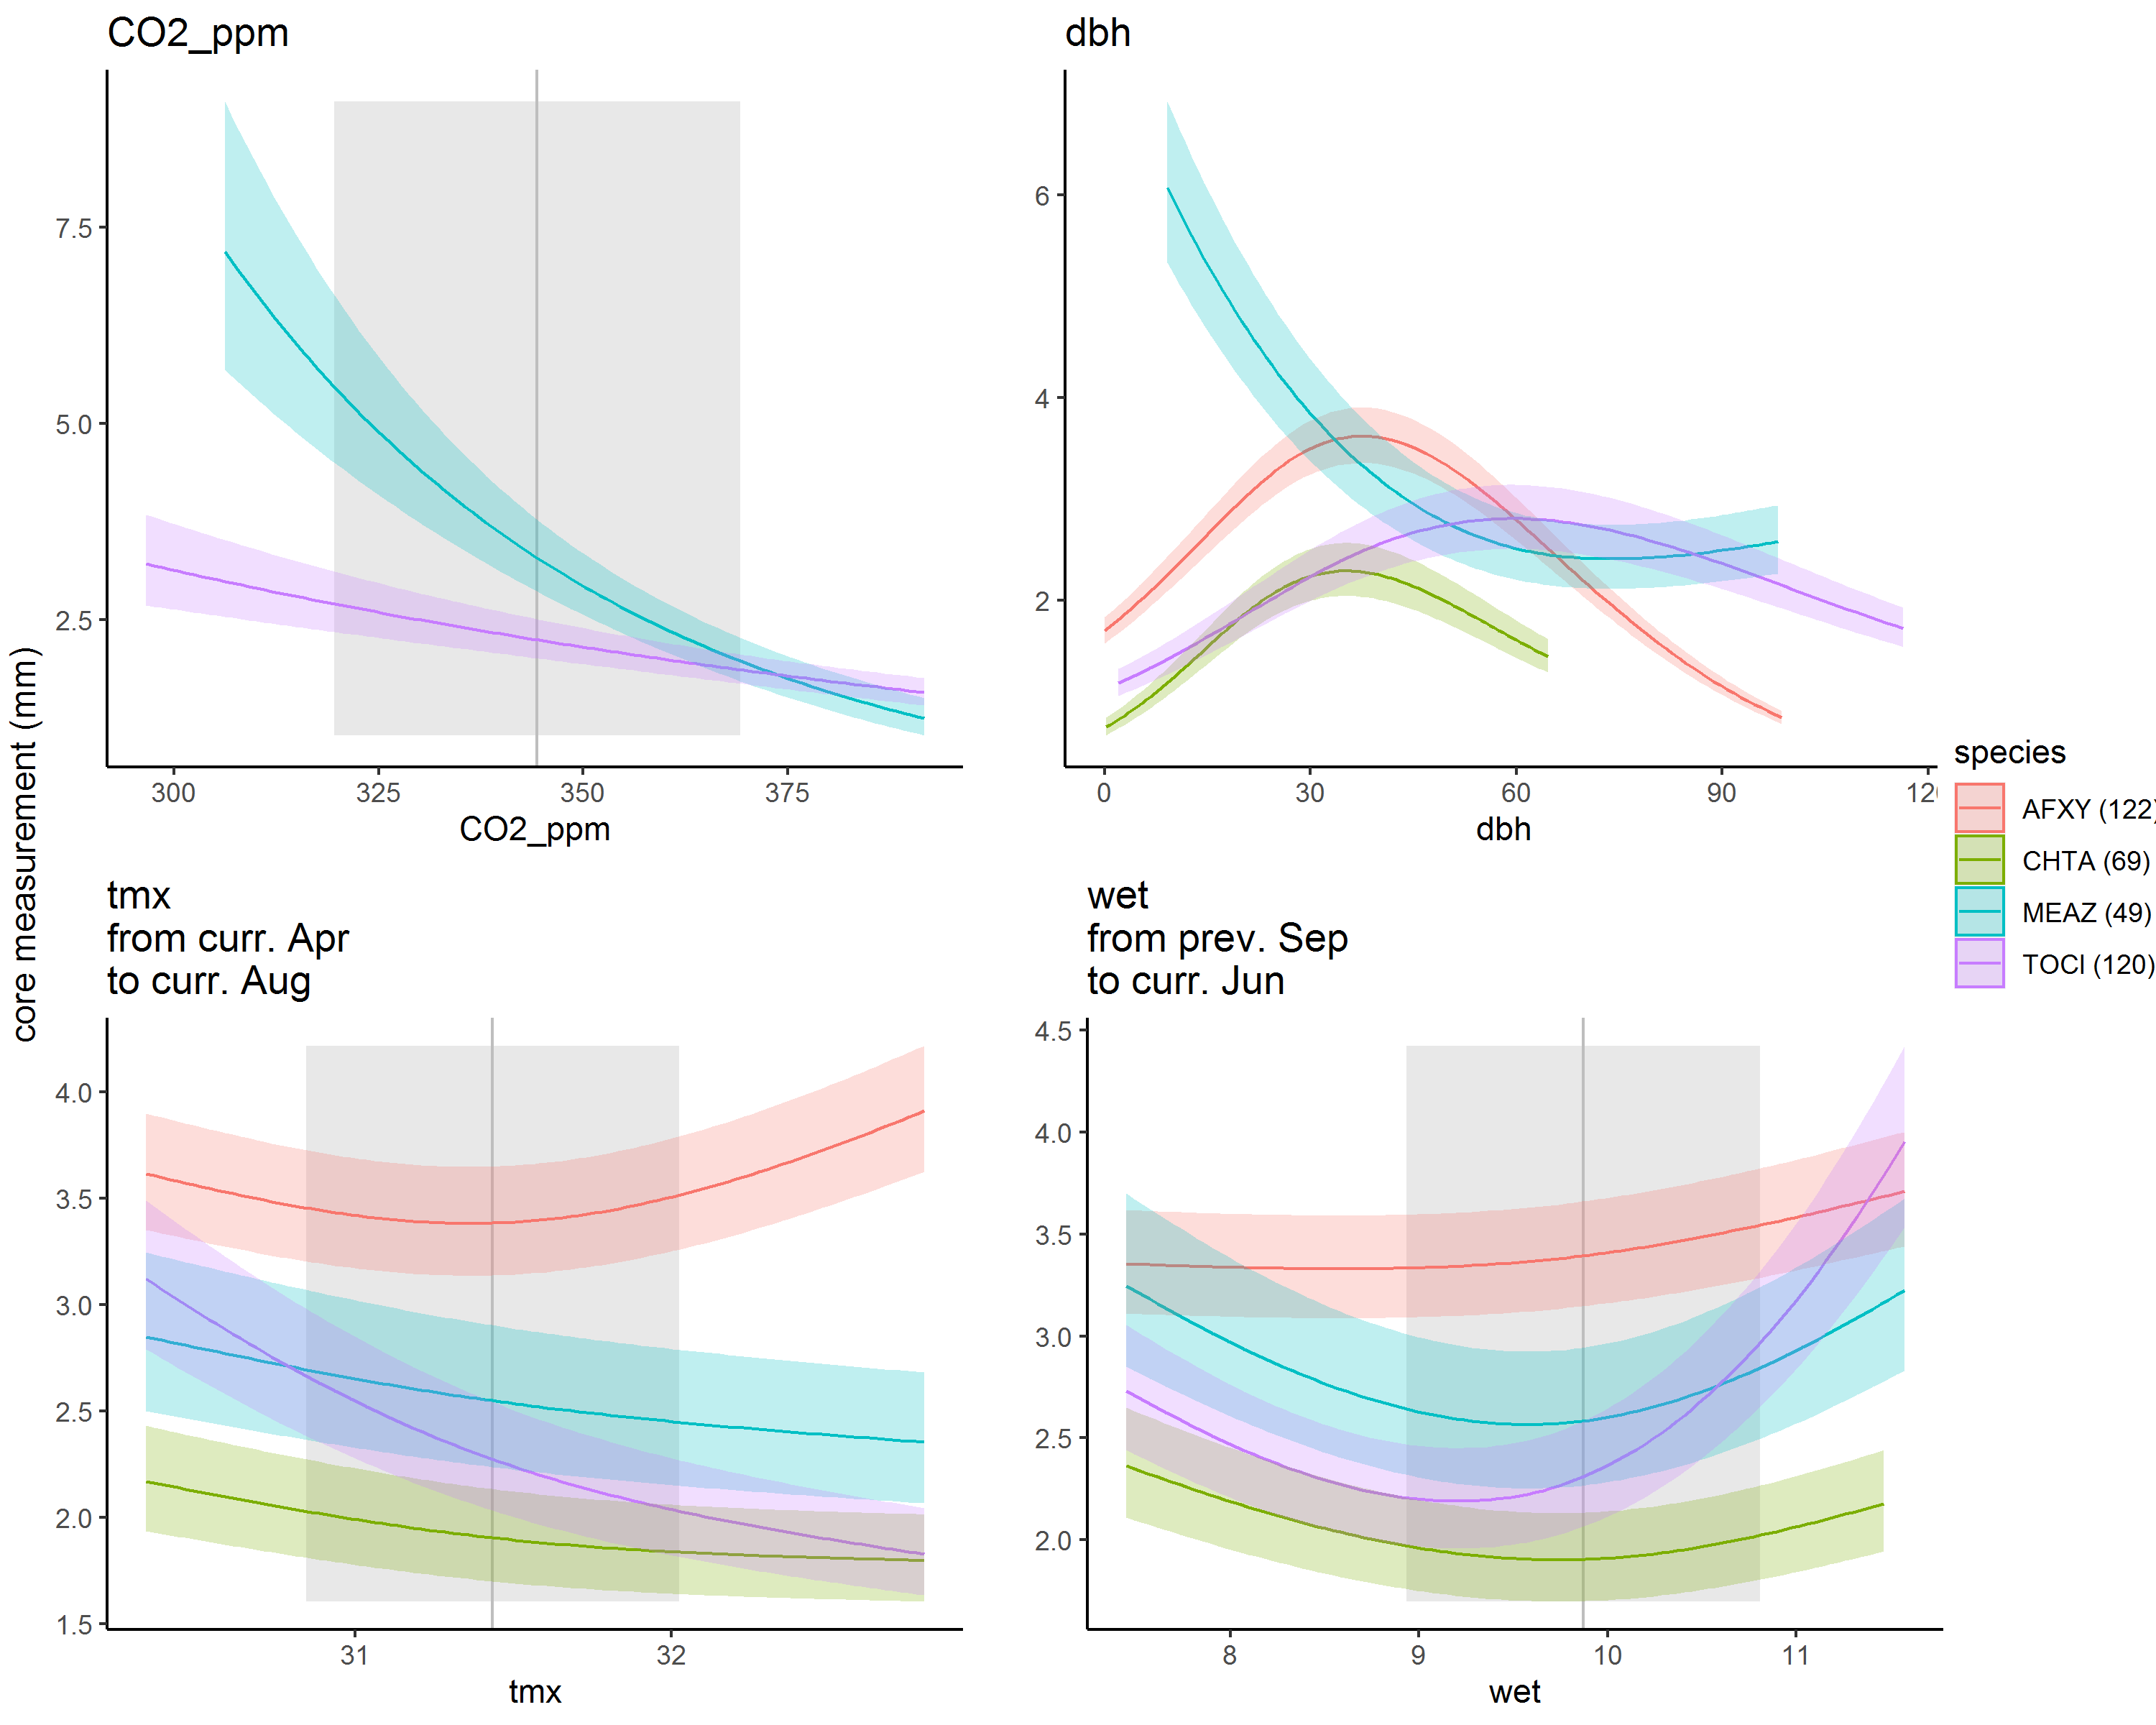 CO2_ppm
7.5
5.0
2.5
300 325 350 375
CO2_ppm
dbh
6
4
2
0 30 60 90 12
dbh
core measurement (mm)
tmx
from curr. Apr
to curr. Aug
4.0
3.5
3.0
2.5
2.0
1.5
31 32
tmx
wet
from prev. Sep
to curr. Jun
4.5
4.0
3.5
3.0
2.5
2.0
8 9 10 11
wet
species
AFXY (122)
CHTA (69)
MEAZ (49)
TOCI (120)